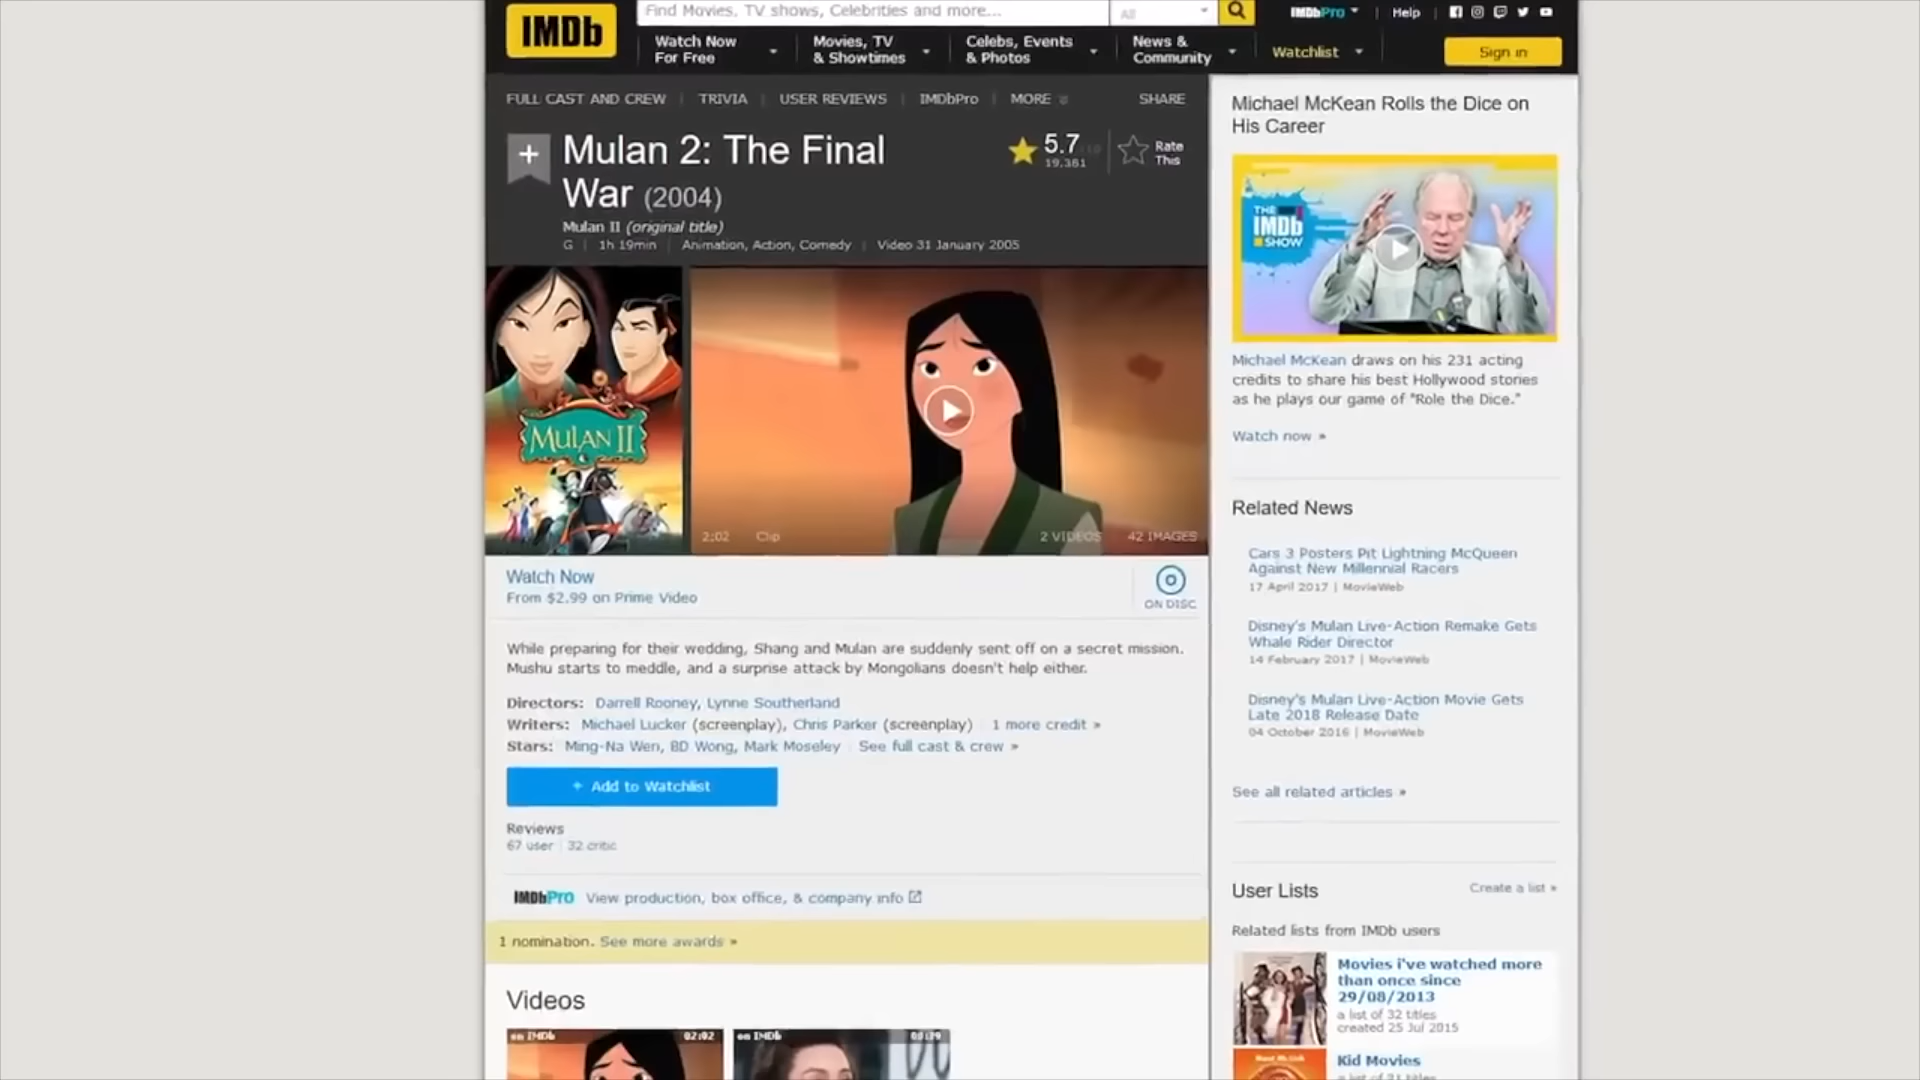 IMDb
Find Movies, TV shows, Celebrities and more...
All
IMDbPro
Help
Watch Now
For Free
Movies, TV
& Showtimes
Celebs, Events
& Photos
News &
Community
Watchlist
Sign in
FULL CAST AND CREW
TRIVIA
USER REVIEWS
IMDbPro
MORE
SHARE
Mulan 2: The Final
War (2004)
5.7
19,381
Rate
This
Mulan II (original title)
G
1h 19min
Animation, Action, Comedy
Video 31 January 2005
MULAN II
2:02
Clip
2 VIDEOS
42 IMAGES
Watch Now
From $2.99 on Prime Video
ON DISC
While preparing for their wedding, Shang and Mulan are suddenly sent off on a secret mission.
Mushu starts to meddle, and a surprise attack by Mongolians doesn't help either.
Directors: Darrell Rooney, Lynne Southerland
Writers: Michael Lucker (screenplay), Chris Parker (screenplay) | 1 more credit »
Stars: Ming-Na Wen, BD Wong, Mark Moseley | See full cast & crew »
+ Add to Watchlist
Reviews
67 user | 32 critic
IMDbPro View production, box office, & company info
1 nomination. See more awards »
Videos
on IMDb
02:02
on IMDb
Michael McKean Rolls the Dice on
His Career
THE
IMDb
SHOW
Michael McKean draws on his 231 acting
credits to share his best Hollywood stories
as he plays our game of "Role the Dice."
Watch now »
Related News
Cars 3 Posters Pit Lightning McQueen
Against New Millennial Racers
17 April 2017 | MovieWeb
Disney's Mulan Live-Action Remake Gets
Whale Rider Director
14 February 2017 | MovieWeb
Disney's Mulan Live-Action Movie Gets
Late 2018 Release Date
04 October 2016 | MovieWeb
See all related articles »
User Lists
Create a list »
Related lists from IMDb users
Movies i've watched more
than once since
29/08/2013
a list of 32 titles
created 25 Jul 2015
Kid Movies